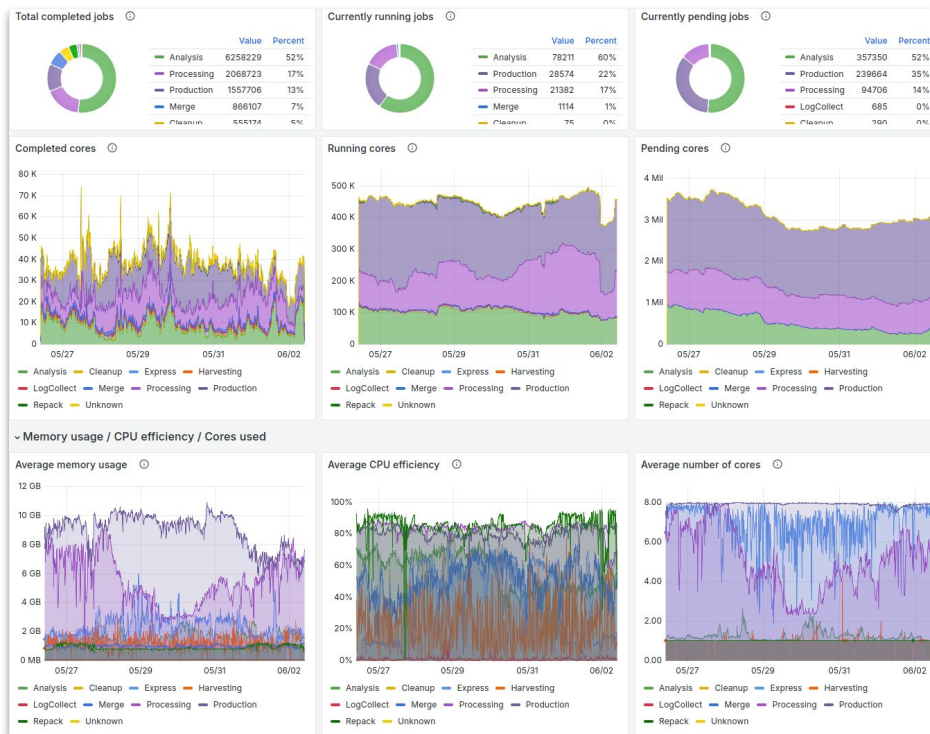 Total completed jobs
Value Percent
Analysis 6258229 52%
Processing 2068723 17%
Production 1557706 13%
Merge 866107 7%
Cleanup 555174 5%
Currently running jobs
Value Percent
Analysis 78211 60%
Production 28574 22%
Processing 21382 17%
Merge 1114 1%
Cleanup 75 0%
Currently pending jobs
Value Percent
Analysis 357350 52%
Production 239664 35%
Processing 94706 14%
LogCollect 685 0%
Cleanup 290 0%
Completed cores
80 K
70 K
60 K
50 K
40 K
30 K
20 K
10 K
0
05/27 05/29 05/31 06/02
Analysis Cleanup Express Harvesting
LogCollect Merge Processing Production
Repack Unknown
Running cores
500 K
400 K
300 K
200 K
100 K
0
05/27 05/29 05/31 06/02
Analysis Cleanup Express Harvesting
LogCollect Merge Processing Production
Repack Unknown
Pending cores
4 Mil
3 Mil
2 Mil
1 Mil
0
05/27 05/29 05/31 06/02
Analysis Cleanup Express Harvesting
LogCollect Merge Processing Production
Repack Unknown
Memory usage / CPU efficiency / Cores used
Average memory usage
12 GB
10 GB
8 GB
6 GB
4 GB
2 GB
0 MB
05/27 05/29 05/31 06/02
Analysis Cleanup Express Harvesting
LogCollect Merge Processing Production
Repack Unknown
Average CPU efficiency
100%
80%
60%
40%
20%
0%
05/27 05/29 05/31 06/02
Analysis Cleanup Express Harvesting
LogCollect Merge Processing Production
Repack Unknown
Average number of cores
8.00
6.00
4.00
2.00
0.00
05/27 05/29 05/31 06/02
Analysis Cleanup Express Harvesting
LogCollect Merge Processing Production
Repack Unknown